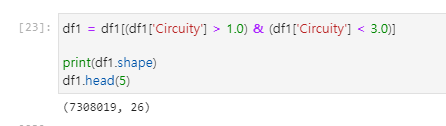 [23]: df1 = df1[(df1['Circuity'] > 1.0) & (df1['Circuity'] < 3.0)]
print(df1.shape)
df1.head(5)
(7308019, 26)